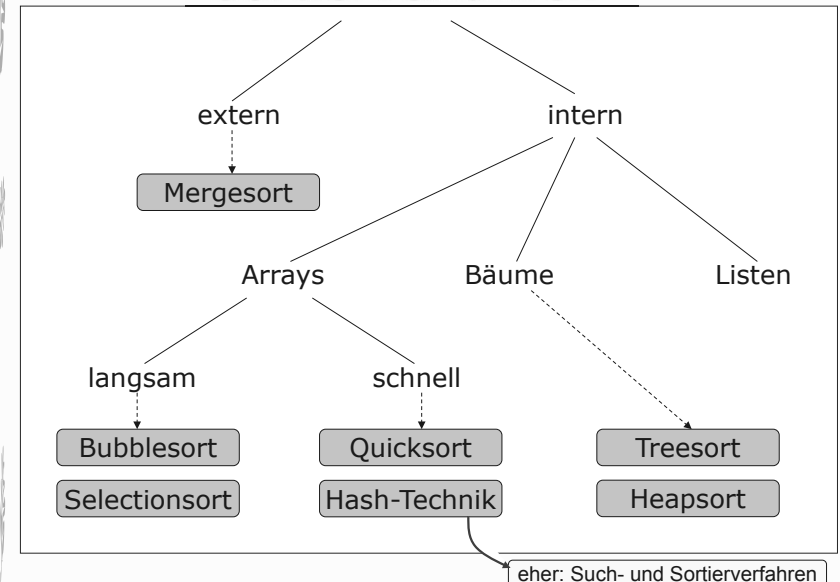 extern
intern
Mergesort
Arrays
Bäume
Listen
langsam
schnell
Bubblesort
Quicksort
Treesort
Selectionsort
Hash-Technik
Heapsort
eher: Such- und Sortierverfahren